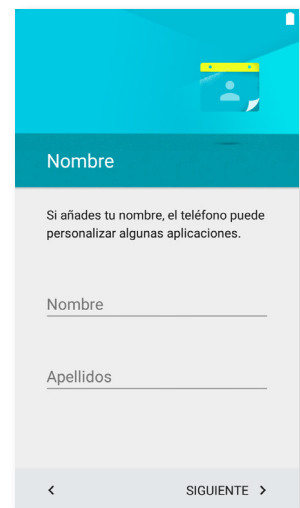 Nombre
Si añades tu nombre, el teléfono puede
personalizar algunas aplicaciones.
Nombre
Apellidos
SIGUIENTE